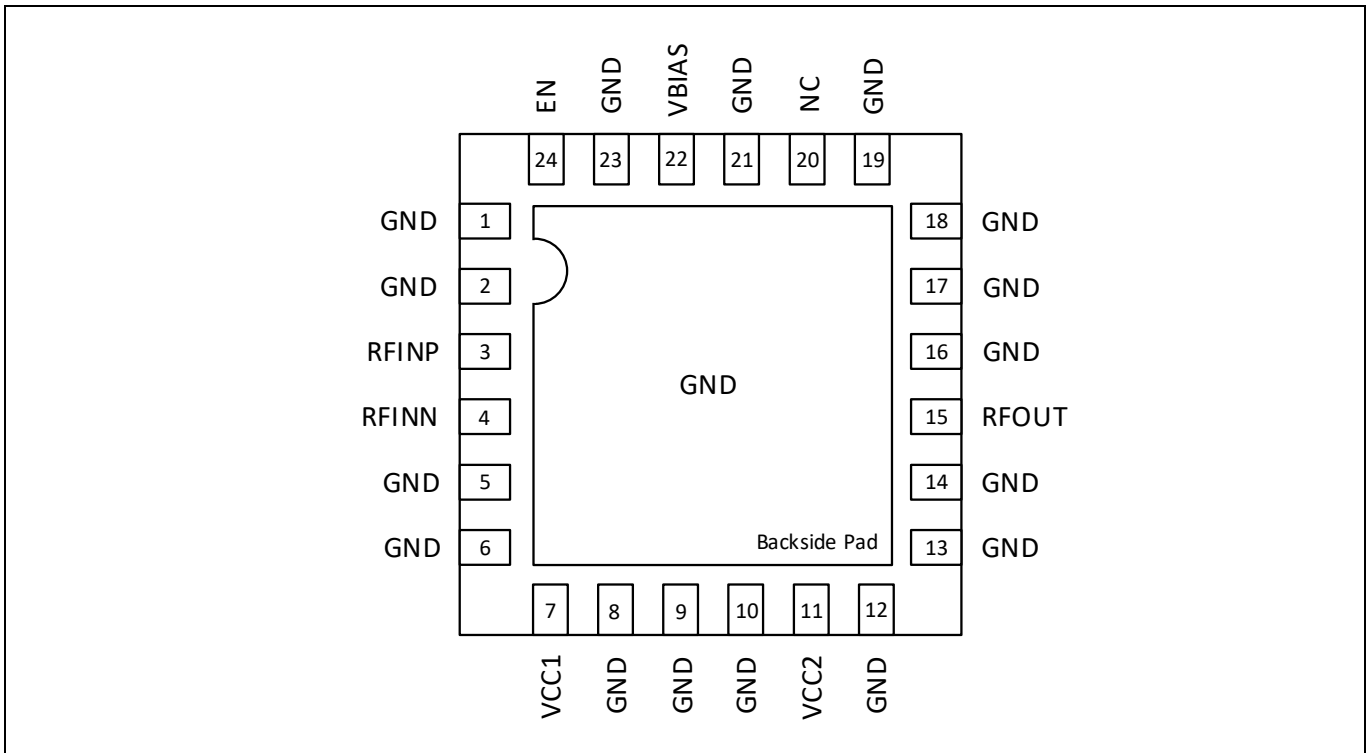 EN GND VBIAS GND NC GND
24 23 22 21 20 19
GND 1 18 GND
GND 2 17 GND
RFINP 3 16 GND
GND
RFINN 4 15 RFOUT
GND 5 14 GND
GND 6 Backside Pad 13 GND
7 8 9 10 11 12
VCC1 GND GND GND VCC2 GND